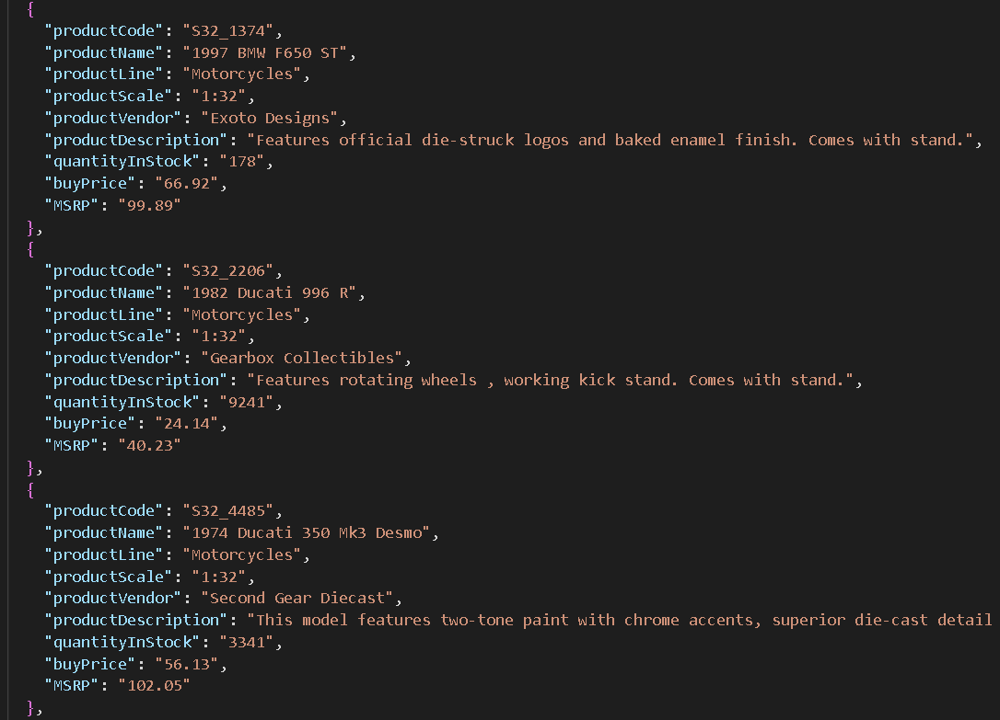 {
"productCode": "S32_1374",
"productName": "1997 BMW F650 ST",
"productLine": "Motorcycles",
"productScale": "1:32",
"productVendor": "Exoto Designs",
"productDescription": "Features official die-struck logos and baked enamel finish. Comes with stand.",
"quantityInStock": "178",
"buyPrice": "66.92",
"MSRP": "99.89"
},
{
"productCode": "S32_2206",
"productName": "1982 Ducati 996 R",
"productLine": "Motorcycles",
"productScale": "1:32",
"productVendor": "Gearbox Collectibles",
"productDescription": "Features rotating wheels , working kick stand. Comes with stand.",
"quantityInStock": "9241",
"buyPrice": "24.14",
"MSRP": "40.23"
},
{
"productCode": "S32_4485",
"productName": "1974 Ducati 350 Mk3 Desmo",
"productLine": "Motorcycles",
"productScale": "1:32",
"productVendor": "Second Gear Diecast",
"productDescription": "This model features two-tone paint with chrome accents, superior die-cast detail
"quantityInStock": "3341",
"buyPrice": "56.13",
"MSRP": "102.05"
},